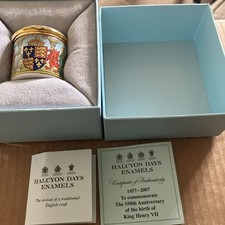 HALCYON DAYS
ENAMELS
The revival of a traditional
English craft
HALCYON DAYS
ENAMELS
Certificate of Authenticity
1457-2007
To commemorate
The 550th Anniversary
of the birth of
King Henry VII